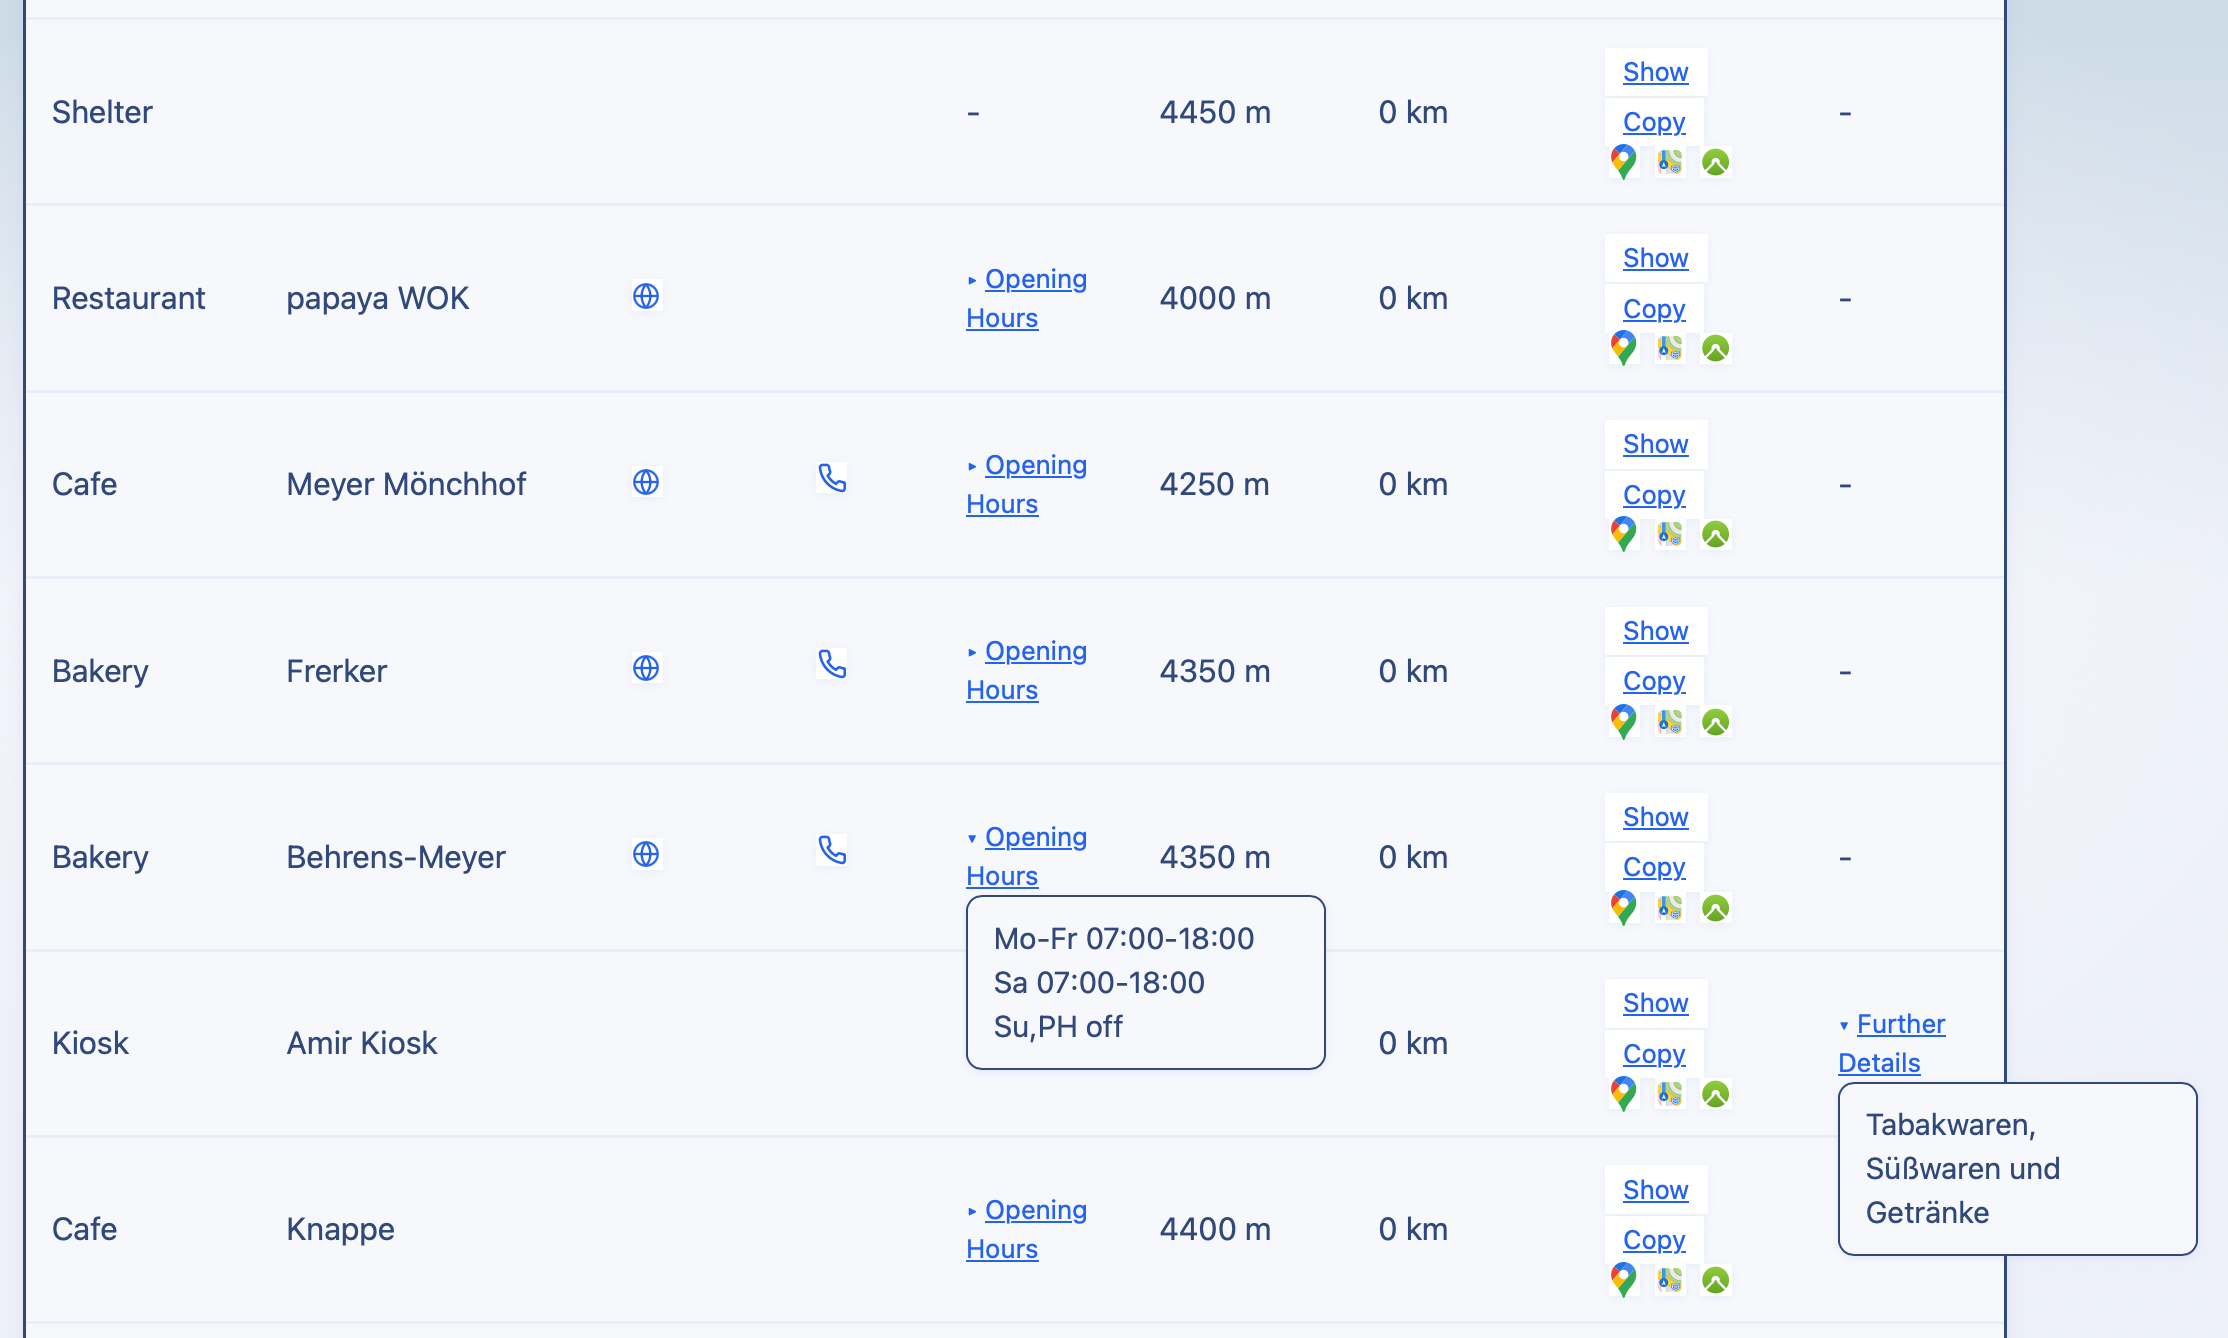 Shelter - 4450 m 0 km Show -
Copy
Restaurant papaya WOK Opening Hours 4000 m 0 km Show -
Copy
Cafe Meyer Mönchhof Opening Hours 4250 m 0 km Show -
Copy
Bakery Frerker Opening Hours 4350 m 0 km Show -
Copy
Bakery Behrens-Meyer Opening Hours 4350 m 0 km Show -
Copy
Mo-Fr 07:00-18:00
Sa 07:00-18:00
Su,PH off
Kiosk Amir Kiosk 0 km Show Further Details
Copy
Tabakwaren,
Süßwaren und
Getränke
Cafe Knappe Opening Hours 4400 m 0 km Show
Copy